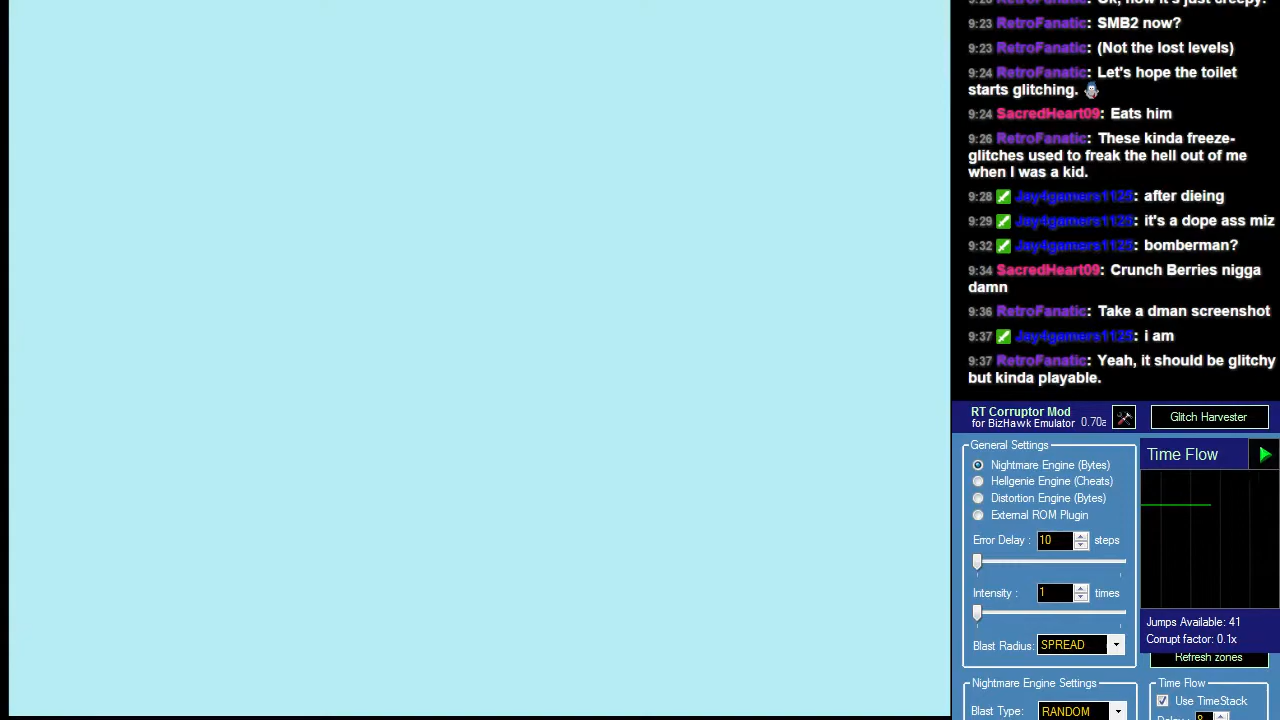 9:23 RetroFanatic: SMB2 now?
9:23 RetroFanatic: (Not the lost levels)
9:24 RetroFanatic: Let's hope the toilet
starts glitching.
9:24 SacredHeart09: Eats him
9:26 RetroFanatic: These kinda freeze-
glitches used to freak the hell out of me
when I was a kid.
9:28 Jay4gamers1125: after dieing
9:29 Jay4gamers1125: it's a dope ass miz
9:32 Jay4gamers1125: bomberman?
9:34 SacredHeart09: Crunch Berries nigga
damn
9:36 RetroFanatic: Take a dman screenshot
9:37 Jay4gamers1125: i am
9:37 RetroFanatic: Yeah, it should be glitchy
but kinda playable.
RT Corruptor Mod
for BizHawk Emulator 0.70a
Glitch Harvester
General Settings
Nightmare Engine (Bytes)
Hellgenie Engine (Cheats)
Distortion Engine (Bytes)
External ROM Plugin
Error Delay : 10 steps
Intensity : 1 times
Blast Radius: SPREAD
Time Flow
Jumps Available: 41
Corrupt factor: 0.1x
Refresh zones
Nightmare Engine Settings
Blast Type: RANDOM
Time Flow
Use TimeStack